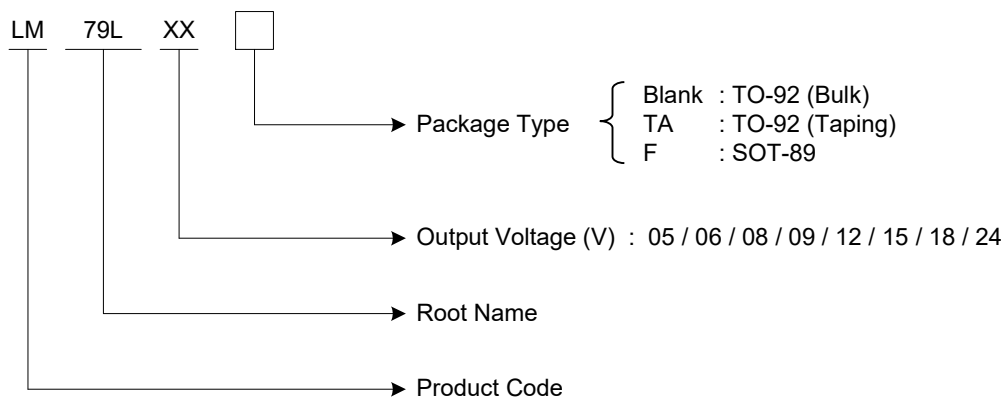 LM 79L XX
Package Type
Blank : TO-92 (Bulk)
TA : TO-92 (Taping)
F : SOT-89
Output Voltage (V) : 05 / 06 / 08 / 09 / 12 / 15 / 18 / 24
Root Name
Product Code